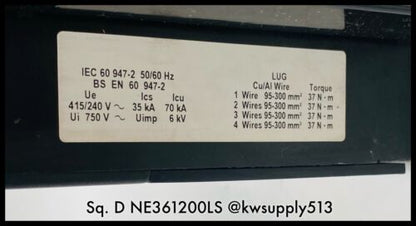 IEC 60 947-2 50/60 Hz
BS EN 60 947-2
Ue Ics Icu
415/240 V ~ 35 kA 70 kA
Ui 750 V ~ Uimp 6 kV
LUG
Cu/Al Wire Torque
1 Wire 95-300 mm² 37 N - m
2 Wires 95-300 mm² 37 N - m
3 Wires 95-300 mm² 37 N - m
4 Wires 95-300 mm² 37 N - m
Sq. D NE361200LS @kwsupply513